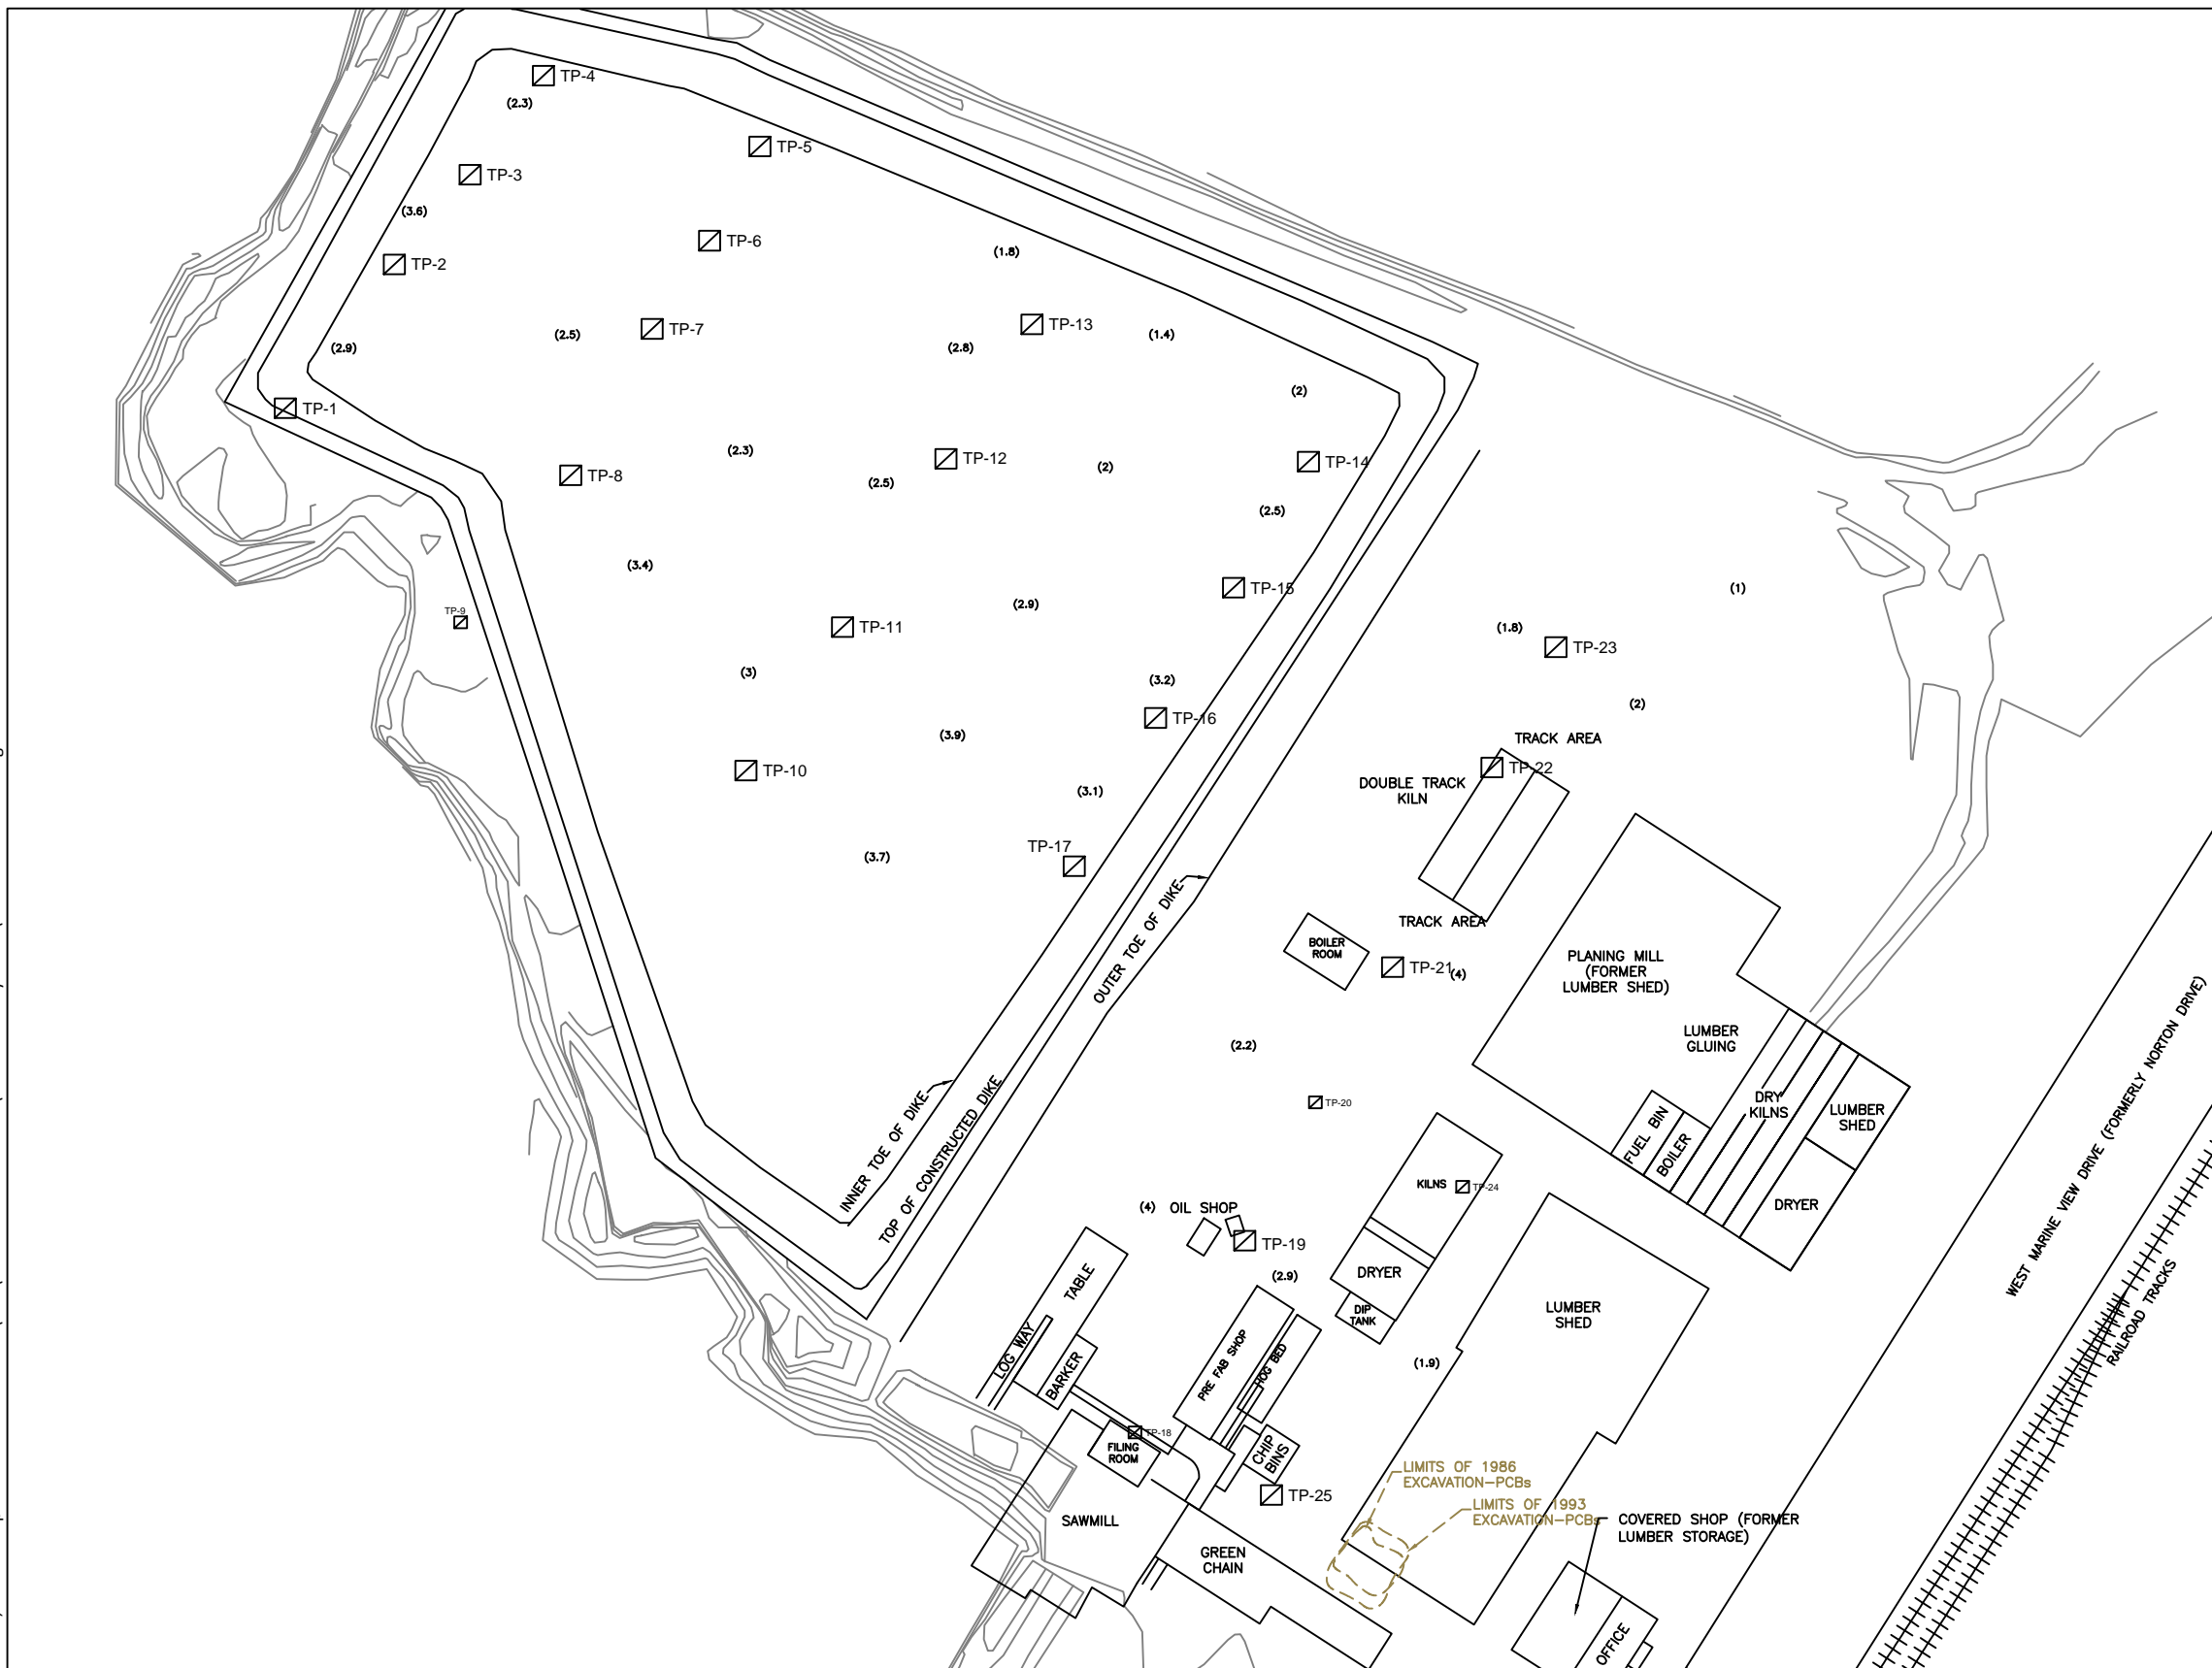 TP-4
(2.3)
TP-5
TP-3
(3.6)
TP-6
(1.8)
TP-2
TP-13
TP-7
(2.5)
(1.4)
(2.9)
(2.8)
(2)
TP-1
(2.3)
TP-12
TP-14
(2)
TP-8
(2.5)
(2.5)
(3.4)
TP-15
(1)
(2.9)
TP-9
TP-11
(1.8)
TP-23
(3)
(3.2)
(2)
TP-16
(3.9)
TRACK AREA
TP-22
TP-10
DOUBLE TRACK
KILN
(3.1)
TP-17
(3.7)
OUTER TOE OF DIKE
TRACK AREA
BOILER
ROOM
TP-21
(4)
PLANING MILL
(FORMER
LUMBER SHED)
LUMBER
GLUING
(2.2)
TP-20
INNER TOE OF DIKE
TOP OF CONSTRUCTED DIKE
DRY
KILNS
LUMBER
SHED
FUEL BIN
BOILER
DRYER
WEST MARINE VIEW DRIVE (FORMERLY NORTON DRIVE)
RAILROAD TRACKS
KILNS
TP-24
(4)
OIL SHOP
TP-19
(2.9)
DRYER
DIP
TANK
TABLE
LOG WAY
BARKER
PRE FAB SHOP
HOG BED
LUMBER
SHED
(1.9)
TP-18
FILING
ROOM
CHIP
BINS
TP-25
SAWMILL
GREEN
CHAIN
LIMITS OF 1986
EXCAVATION-PCBs
LIMITS OF 1993
EXCAVATION-PCBs
COVERED SHOP (FORMER
LUMBER STORAGE)
OFFICE